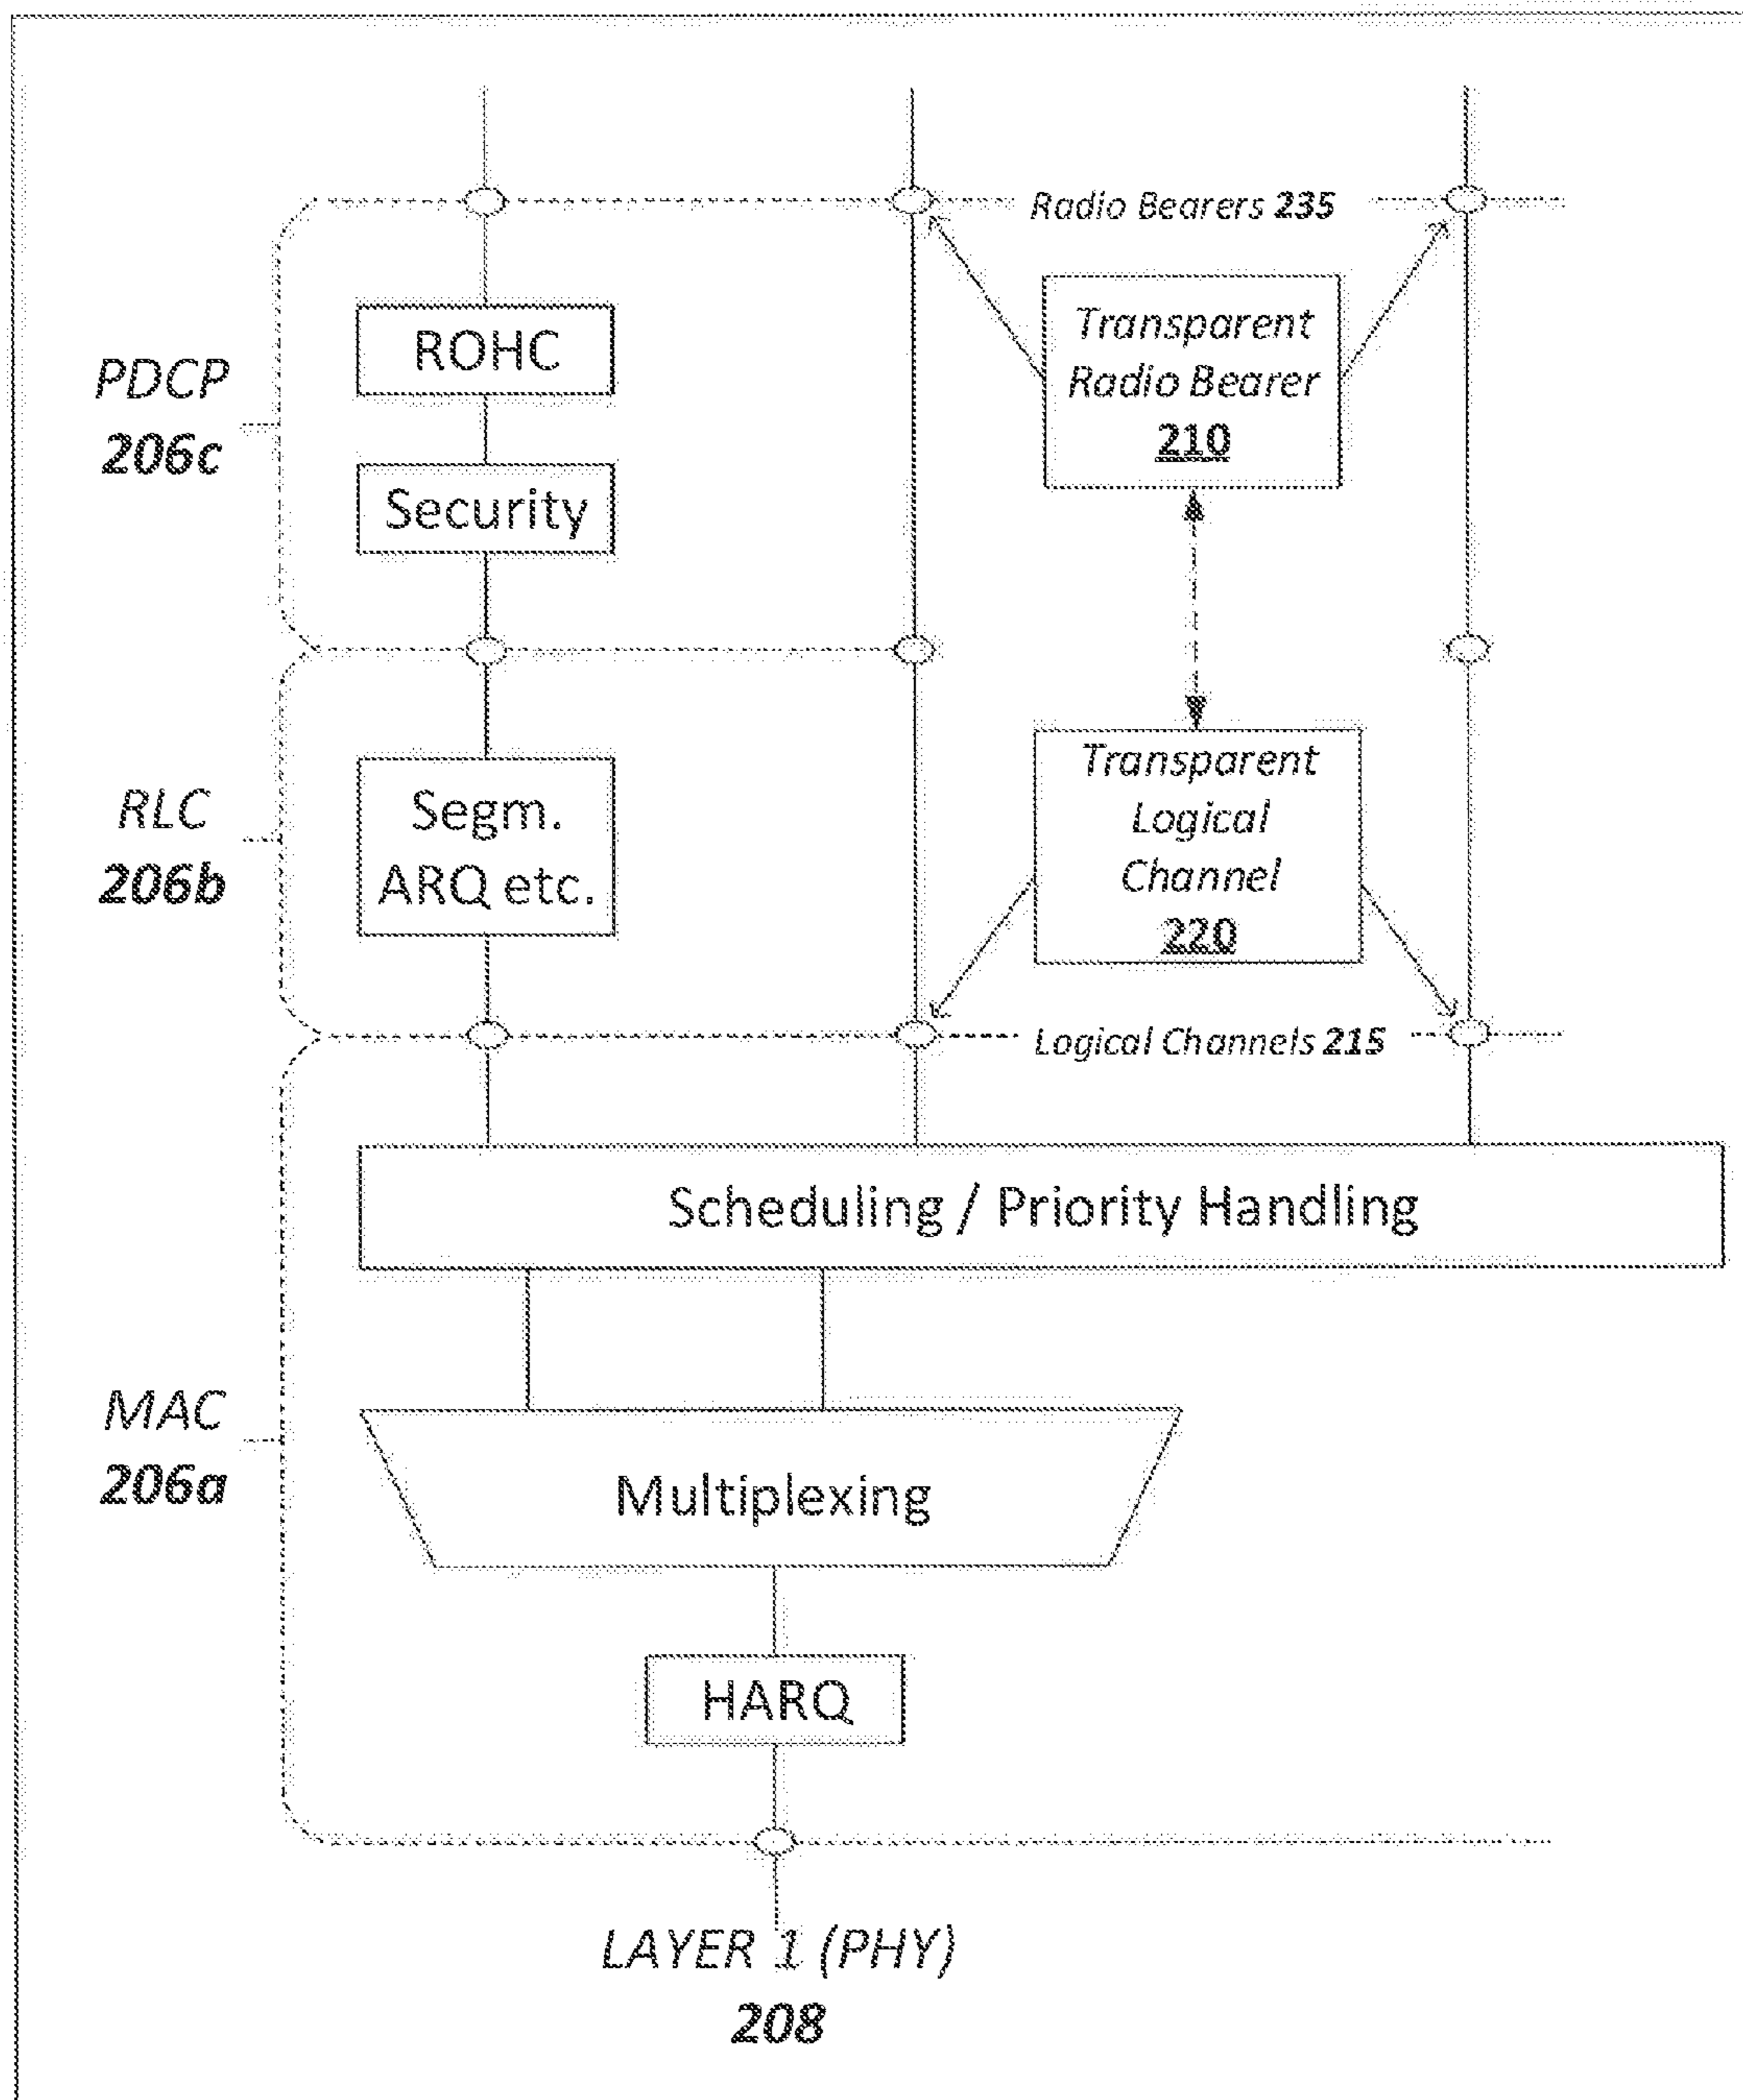 Radio Bearers 235
ROHC
Transparent
Radio Bearer
210
PDCP
206c
Security
RLC
206b
Segm.
ARQ etc.
Transparent
Logical
Channel
220
Logical Channels 215
Scheduling / Priority Handling
MAC
206a
Multiplexing
HARQ
LAYER 1 (PHY)
208